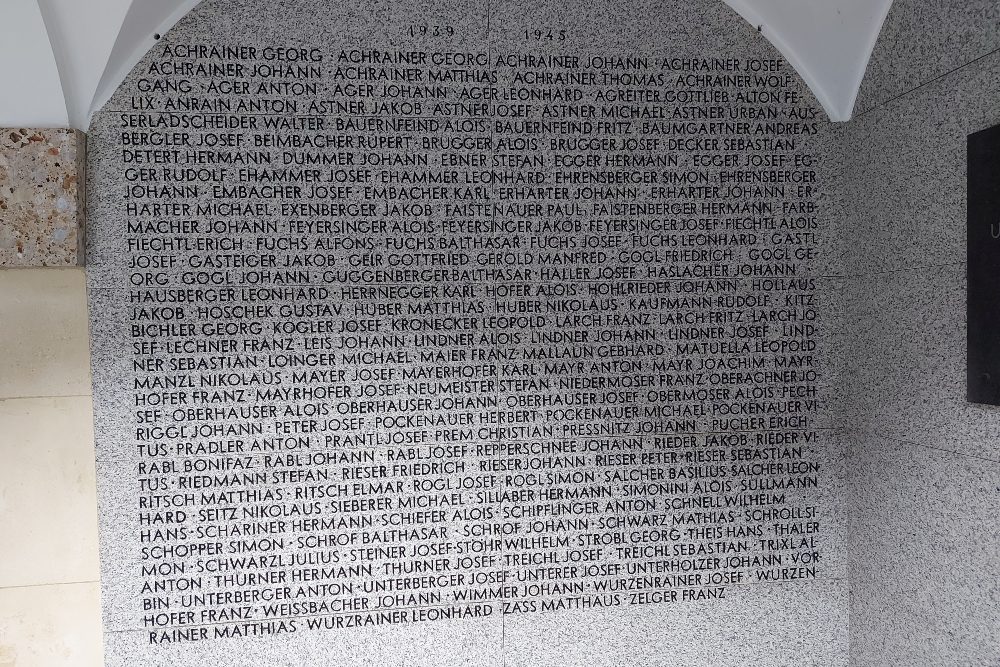 1939 1945
ACHRAINER GEORG · ACHRAINER GEORG ACHRAINER JOHANN · ACHRAINER JOSEF
ACHRAINER JOHANN · ACHRAINER MATTHIAS · ACHRAINER THOMAS · ACHRAINER WOLF-
GANG · AGER ANTON · AGER JOHANN · AGER LEONHARD · AGREITER GOTTLIEB · ALTON FE-
LIX · ANRAIN ANTON · ASTNER JAKOB · ASTNER JOSEF · ASTNER MICHAEL · ASTNER URBAN · AUS-
SERLADSCHEIDER WALTER · BAUERNFEIND ALOIS · BAUERNFEIND FRITZ · BAUMGARTNER ANDREAS
BERGLER JOSEF · BEIMBACHER RUPERT · BRUGGER ALOIS · BRUGGER JOSEF · DECKER SEBASTIAN
DETERT HERMANN · DUMMER JOHANN · EBNER STEFAN · EGGER HERMANN · EGGER JOSEF · EG-
GER RUDOLF · EHAMMER JOSEF · EHAMMER LEONHARD · EHRENSBERGER SIMON · EHRENSBERGER
JOHANN · EMBACHER JOSEF · EMBACHER KARL · ERHARTER JOHANN · ERHARTER JOHANN · ER-
HARTER MICHAEL · EXENBERGER JAKOB · FAISTENAUER PAUL · FAISTENBERGER HERMANN · FARB-
MACHER JOHANN · FEYERSINGER ALOIS · FEYERSINGER JAKOB · FEYERSINGER JOSEF · FIECHTL ALOIS
FIECHTL ERICH · FUCHS ALFONS · FUCHS BALTHASAR · FUCHS JOSEF · FUCHS LEONHARD · GASTL
JOSEF · GASTEIGER JAKOB · GEIR GOTTFRIED · GEROLD MANFRED · GOGL FRIEDRICH · GOGL GE-
ORG · GOGL JOHANN · GUGGENBERGER BALTHASAR · HALLER JOSEF · HASLACHER JOHANN ·
HAUSBERGER LEONHARD · HERRNEGGER KARL · HOFER ALOIS · HOHLRIEDER JOHANN · HOLLAUS
JAKOB · HOSCHEK GUSTAV · HUBER MATTHIAS · HUBER NIKOLAUS · KAUFMANN RUDOLF · KITZ-
BICHLER GEORG · KOGLER JOSEF · KRONECKER LEOPOLD · LARCH FRANZ · LARCH FRITZ · LARCH JO-
SEF · LECHNER FRANZ · LEIS JOHANN · LINDNER ALOIS · LINDNER JOHANN · LINDNER JOSEF · LIND-
NER SEBASTIAN · LOINGER MICHAEL · MAIER FRANZ · MALLAUN GEBHARD · MATUELLA LEOPOLD
MANZL NIKOLAUS · MAYER JOSEF · MAYERHOFER KARL · MAYR ANTON · MAYR JOACHIM · MAYR-
HOFER FRANZ · MAYRHOFER JOSEF · NEUMEISTER STEFAN · NIEDERMOSER FRANZ · OBERACHNER JO-
SEF · OBERHAUSER ALOIS · OBERHAUSER JOHANN · OBERHAUSER JOSEF · OBERMOSER ALOIS · PECH-
RIGGL JOHANN · PETER JOSEF · POCKENAUER HERBERT · POCKENAUER MICHAEL · POCKENAUER VI-
TUS · PRADLER ANTON · PRANTL JOSEF · PREM CHRISTIAN · PRESSNITZ JOHANN · PUCHER ERICH ·
RABL BONIFAZ · RABL JOHANN · RABL JOSEF · REPPERSCHNEE JOHANN · RIEDER JAKOB · RIEDER VI-
TUS · RIEDMANN STEFAN · RIESER FRIEDRICH · RIESER JOHANN · RIESER PETER · RIESER SEBASTIAN ·
RITSCH MATTHIAS · RITSCH ELMAR · ROGL JOSEF · ROGL SIMON · SALCHER BASILIUS · SALCHER LEON-
HARD · SEITZ NIKOLAUS · SIEBERER MICHAEL · SILLABER HERMANN · SIMONINI ALOIS · SULLMANN
HANS · SCHARINER HERMANN · SCHIEFER ALOIS · SCHIPFLINGER ANTON · SCHNELL WILHELM ·
SCHOPPER SIMON · SCHROF BALTHASAR · SCHROF JOHANN · SCHWARZ MATHIAS · SCHROLL SI-
MON · SCHWARZL JULIUS · STEINER JOSEF · STÖHR WILHELM · STROBL GEORG · THEIS HANS · THALER
ANTON · THURNER HERMANN · THURNER JOSEF · TREICHL JOSEF · TREICHL SEBASTIAN · TRIXL AL-
BIN · UNTERBERGER ANTON · UNTERBERGER JOSEF · UNTERER JOSEF · UNTERHOLZER JOHANN · VOR-
HOFER FRANZ · WEISSBACHER JOHANN · WIMMER JOHANN · WURZENRAINER JOSEF · WURZEN-
RAINER MATTHIAS · WURZRAINER LEONHARD · ZASS MATTHÄUS · ZELGER FRANZ